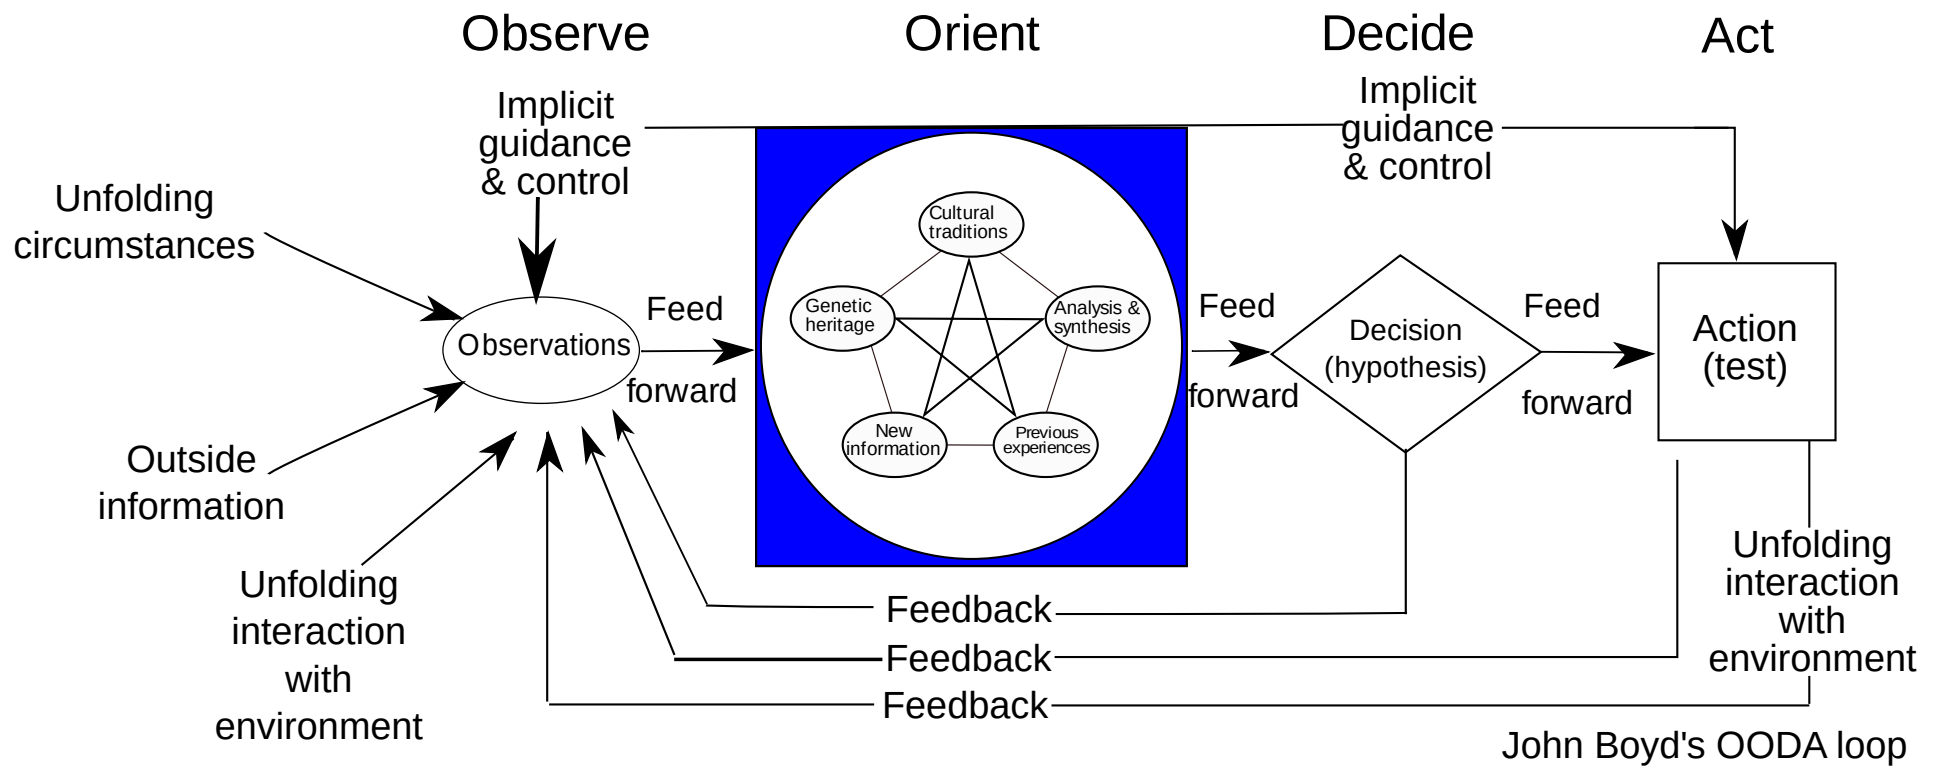 Observe
Orient
Decide
Act
Implicit
guidance
& control
Implicit
guidance
& control
Unfolding
circumstances
Observations
Feed
forward
Cultural
traditions
Genetic
heritage
Analysis &
synthesis
New
information
Previous
experiences
Feed
forward
Decision
(hypothesis)
Feed
forward
Action
(test)
Outside
information
Unfolding
interaction
with
environment
Unfolding
interaction
with
environment
Feedback
Feedback
Feedback
John Boyd's OODA loop